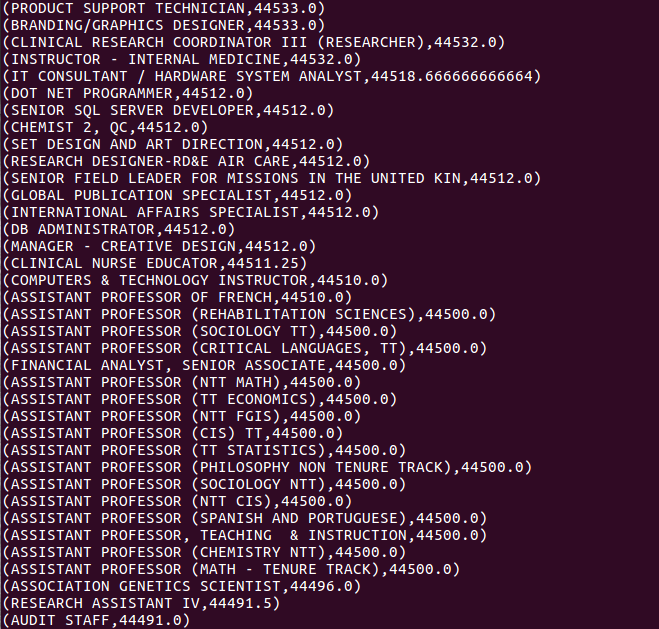 (PRODUCT SUPPORT TECHNICIAN,44533.0)
(BRANDING/GRAPHICS DESIGNER,44533.0)
(CLINICAL RESEARCH COORDINATOR III (RESEARCHER),44532.0)
(INSTRUCTOR - INTERNAL MEDICINE,44532.0)
(IT CONSULTANT / HARDWARE SYSTEM ANALYST,44518.666666666664)
(DOT NET PROGRAMMER,44512.0)
(SENIOR SQL SERVER DEVELOPER,44512.0)
(CHEMIST 2, QC,44512.0)
(SET DESIGN AND ART DIRECTION,44512.0)
(RESEARCH DESIGNER-RD&E AIR CARE,44512.0)
(SENIOR FIELD LEADER FOR MISSIONS IN THE UNITED KIN,44512.0)
(GLOBAL PUBLICATION SPECIALIST,44512.0)
(INTERNATIONAL AFFAIRS SPECIALIST,44512.0)
(DB ADMINISTRATOR,44512.0)
(MANAGER - CREATIVE DESIGN,44512.0)
(CLINICAL NURSE EDUCATOR,44511.25)
(COMPUTERS & TECHNOLOGY INSTRUCTOR,44510.0)
(ASSISTANT PROFESSOR OF FRENCH,44510.0)
(ASSISTANT PROFESSOR (REHABILITATION SCIENCES),44500.0)
(ASSISTANT PROFESSOR (SOCIOLOGY TT),44500.0)
(ASSISTANT PROFESSOR (CRITICAL LANGUAGES, TT),44500.0)
(FINANCIAL ANALYST, SENIOR ASSOCIATE,44500.0)
(ASSISTANT PROFESSOR (NTT MATH),44500.0)
(ASSISTANT PROFESSOR (TT ECONOMICS),44500.0)
(ASSISTANT PROFESSOR (NTT FGIS),44500.0)
(ASSISTANT PROFESSOR (CIS) TT,44500.0)
(ASSISTANT PROFESSOR (TT STATISTICS),44500.0)
(ASSISTANT PROFESSOR (PHILOSOPHY NON TENURE TRACK),44500.0)
(ASSISTANT PROFESSOR (SOCIOLOGY NTT),44500.0)
(ASSISTANT PROFESSOR (NTT CIS),44500.0)
(ASSISTANT PROFESSOR (SPANISH AND PORTUGUESE),44500.0)
(ASSISTANT PROFESSOR, TEACHING  & INSTRUCTION,44500.0)
(ASSISTANT PROFESSOR (CHEMISTRY NTT),44500.0)
(ASSISTANT PROFESSOR (MATH - TENURE TRACK),44500.0)
(ASSOCIATION GENETICS SCIENTIST,44496.0)
(RESEARCH ASSISTANT IV,44491.5)
(AUDIT STAFF,44491.0)